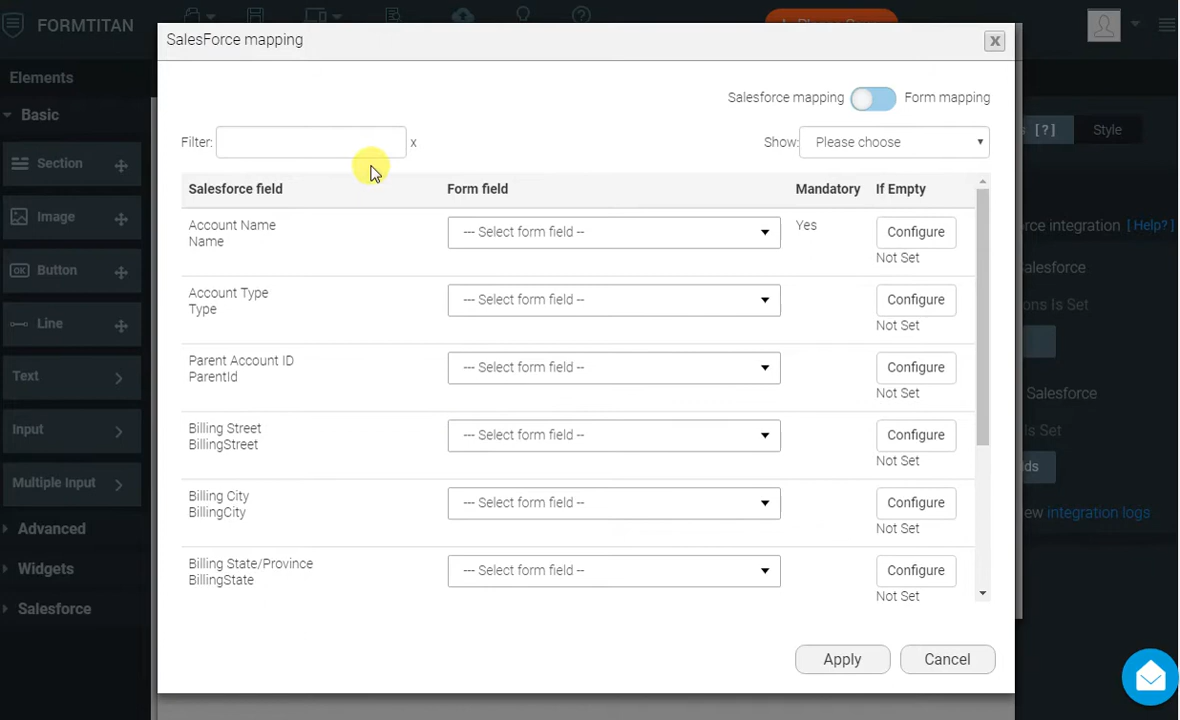 FORMTITAN
SalesForce mapping
x
Elements
Basic
Section
Image
OK
Button
Line
Text
Input
Multiple Input
Advanced
Widgets
Salesforce
Salesforce mapping
Form mapping
Filter:
x
Show:
Please choose
Salesforce field
Form field
Mandatory
If Empty
Account Name
Name
--- Select form field --
Yes
Configure
Not Set
Account Type
Type
--- Select form field --
Configure
Not Set
Parent Account ID
ParentId
--- Select form field --
Configure
Not Set
Billing Street
BillingStreet
--- Select form field --
Configure
Not Set
Billing City
BillingCity
--- Select form field --
Configure
Not Set
Billing State/Province
BillingState
--- Select form field --
Configure
Not Set
Apply
Cancel
s [?]
Style
rce integration [Help?]
alesforce
ons Is Set
Salesforce
Is Set
lds
ew integration logs